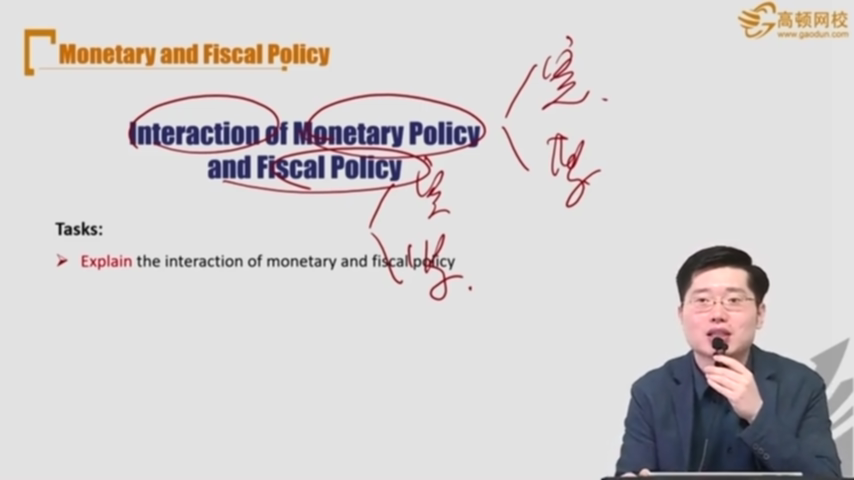 高顿网校
www.gaodun.com
Monetary and Fiscal Policy
Interaction of Monetary Policy
and Fiscal Policy
宽
Tasks:
Explain the interaction of monetary and fiscal policy